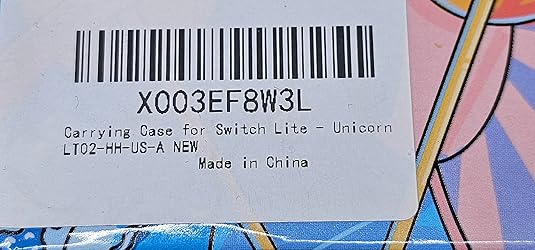 X003EF8W3L
Carrying Case for Switch Lite - Unicorn
LT02-HH-US-A NEW
Made in China